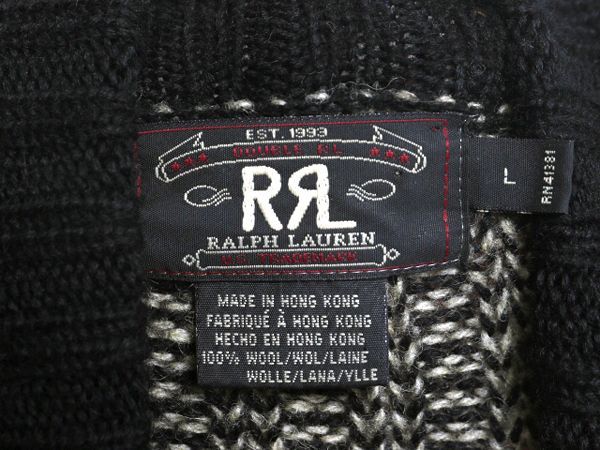 EST. 1993
DOUBLE RL
RRL
RALPH LAUREN
U.S. TRADEMARK
L
RN41381
MADE IN HONG KONG
FABRIQUÉ À HONG KONG
HECHO EN HONG KONG
100% WOOL/WOL/LAINE
WOLLE/LANA/YLLE